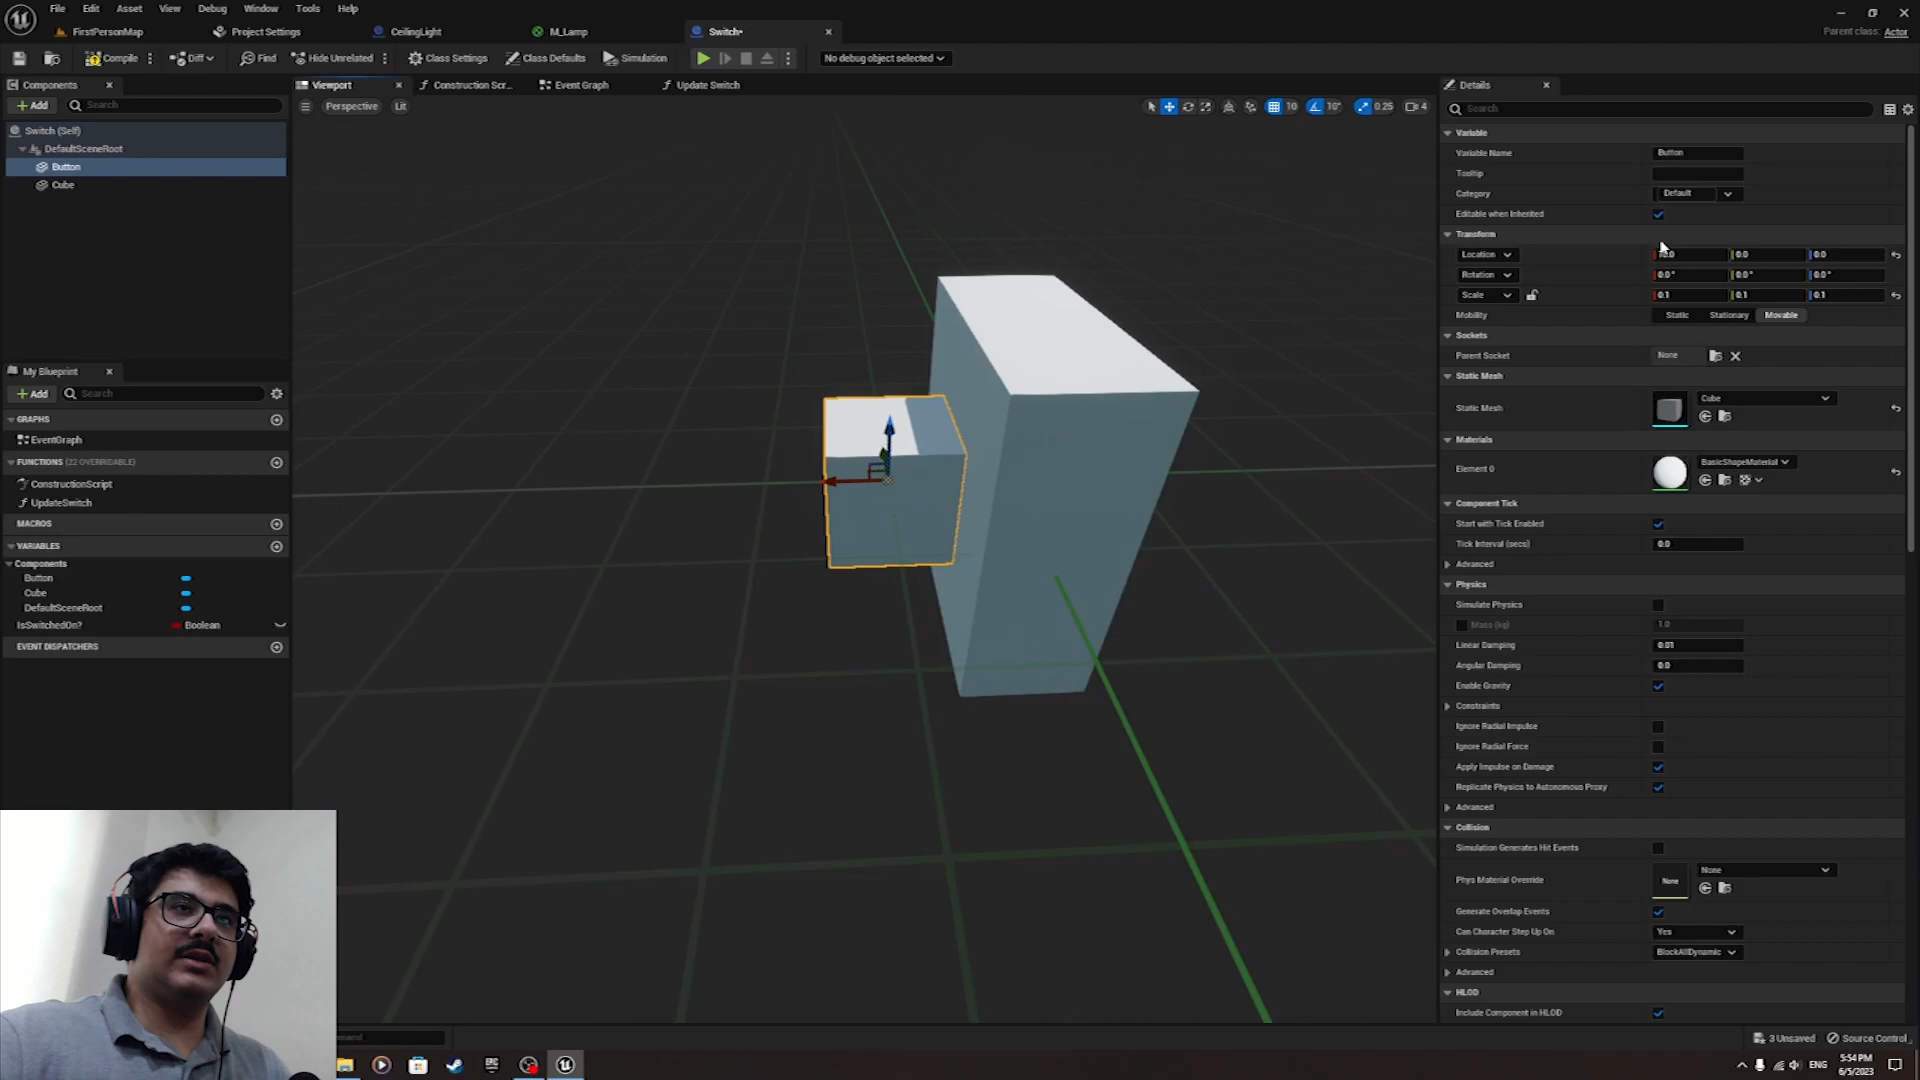 File Edit Asset View Debug Window Tools Help
FirstPersonMap Project Settings CeilingLight M_Lamp Switch•
Parent class: Actor
Compile Diff Find Hide Unrelated Class Settings Class Defaults Simulation No debug object selected
Components
Add Search
Switch (Self)
DefaultSceneRoot
Button
Cube
My Blueprint
Add Search
GRAPHS
EventGraph
FUNCTIONS (22 OVERRIDABLE)
ConstructionScript
UpdateSwitch
MACROS
VARIABLES
Components
Button
Cube
DefaultSceneRoot
IsSwitchedOn? Boolean
EVENT DISPATCHERS
Viewport Construction Scr... Event Graph Update Switch
Perspective Lit 10 10° 0.25 4
Details
Search
Variable
Variable Name Button
Tooltip
Category Default
Editable when Inherited
Transform
Location 0.0 0.0
Rotation 0.0° 0.0° 0.0°
Scale 0.1 0.1 0.1
Mobility Static Stationary Movable
Sockets
Parent Socket None
Static Mesh
Static Mesh Cube
Materials
Element 0 BasicShapeMaterial
Component Tick
Start with Tick Enabled
Tick Interval (secs) 0.0
Advanced
Physics
Simulate Physics
Mass (kg) 1.0
Linear Damping 0.01
Angular Damping 0.0
Enable Gravity
Constraints
Ignore Radial Impulse
Ignore Radial Force
Apply Impulse on Damage
Replicate Physics to Autonomous Proxy
Advanced
Collision
Simulation Generates Hit Events
Phys Material Override None None
Generate Overlap Events
Can Character Step Up On Yes
Collision Presets BlockAllDynamic
Advanced
HLOD
Include Component in HLOD
3 Unsaved Source Control
ENG 5:54 PM
6/5/2023